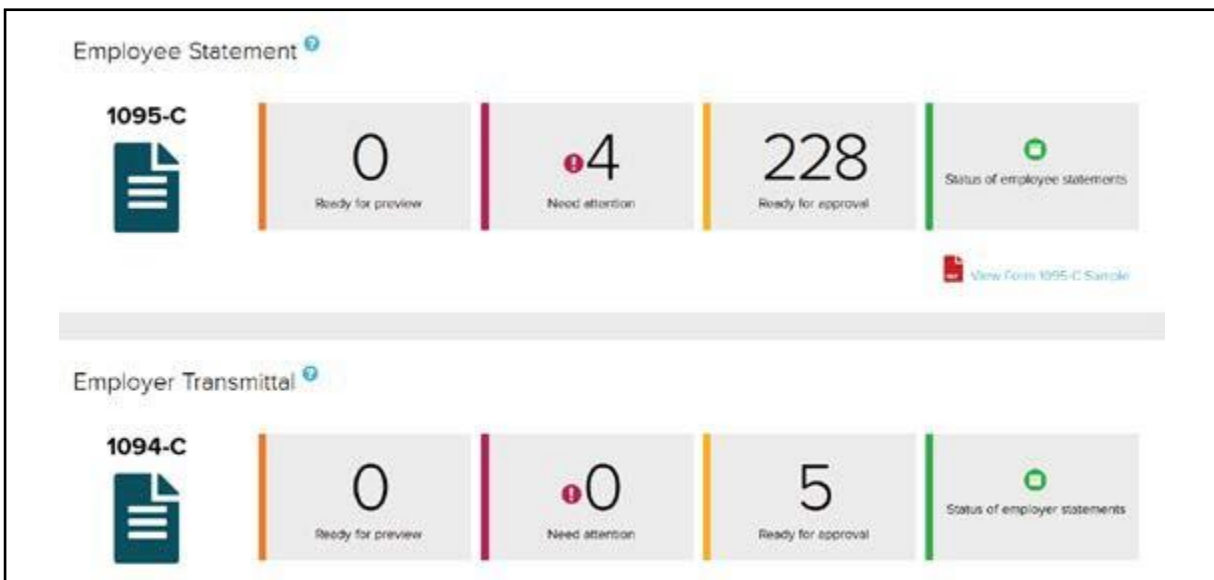 Employee Statement ?
1095-C
0
Ready for preview
!4
Need attention
228
Ready for approval
Status of employee statements
View Form 1095-C Sample
Employer Transmittal ?
1094-C
0
Ready for preview
!0
Need attention
5
Ready for approval
Status of employer statements